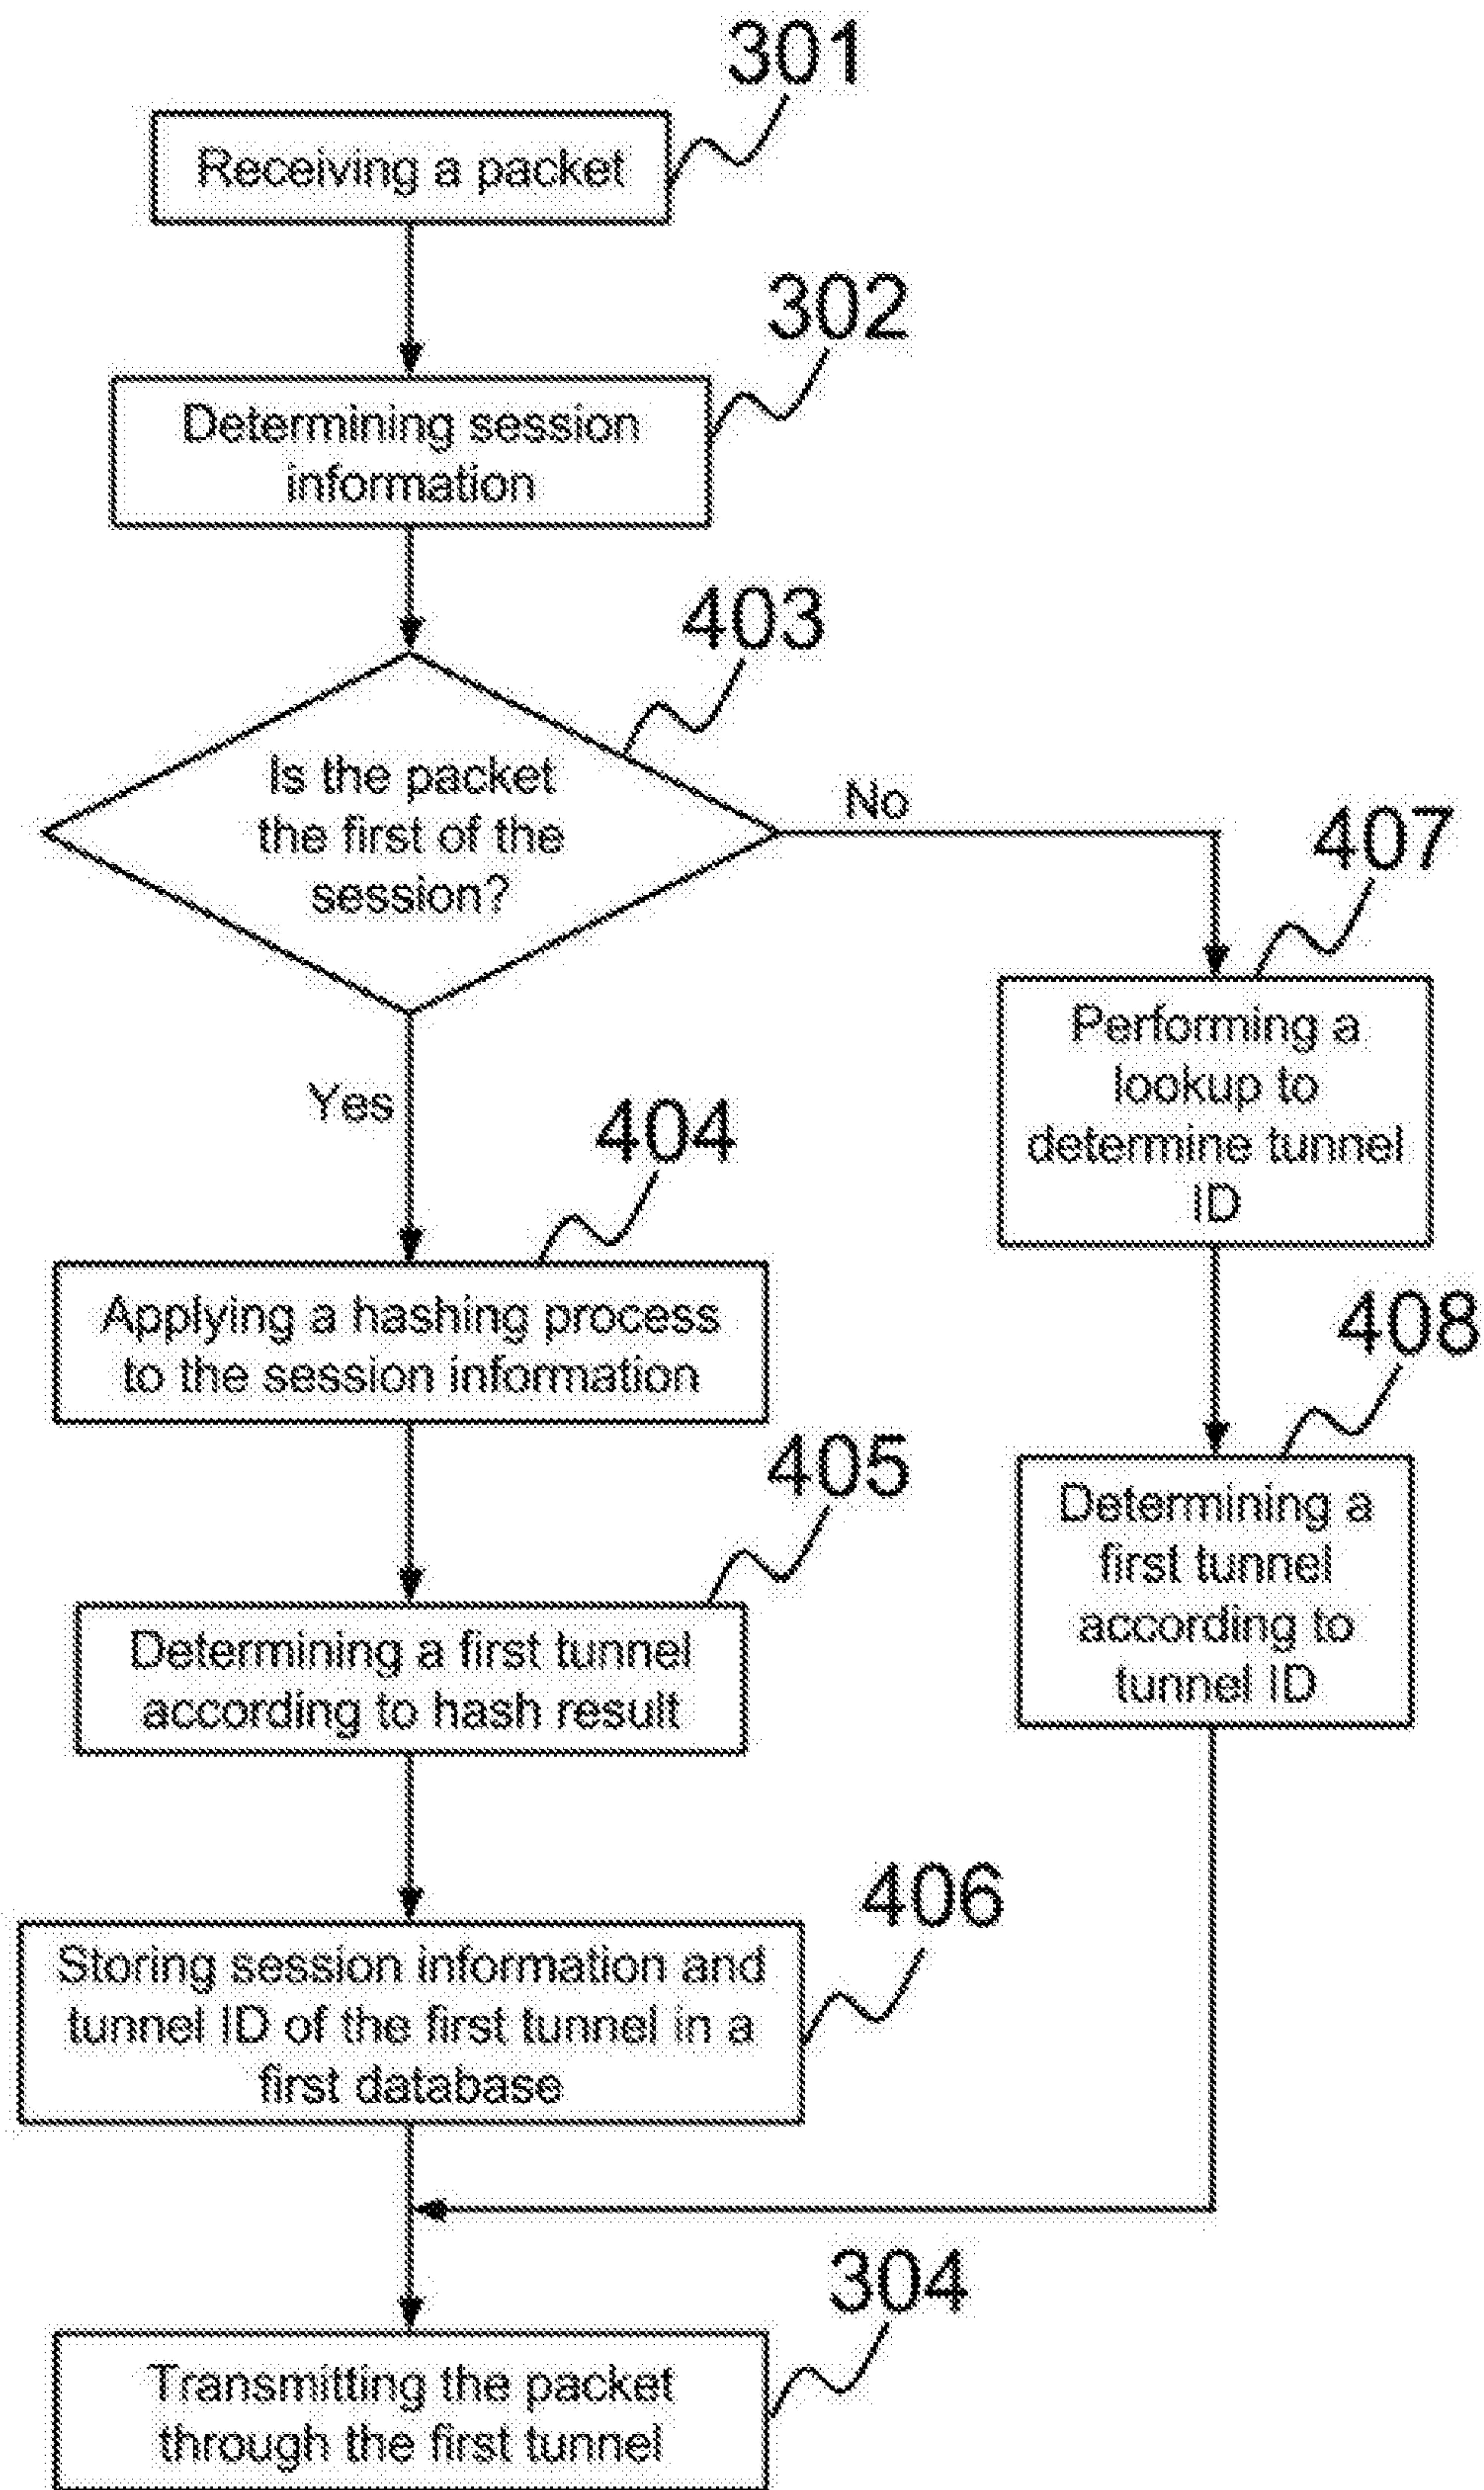 301
Receiving a packet
302
Determining session
information
403
Is the packet
the first of the
session?
No
Yes
407
Performing a
lookup to
determine tunnel
ID
404
Applying a hashing process
to the session information
408
Determining a
first tunnel
according to
tunnel ID
405
Determining a first tunnel
according to hash result
406
Storing session information and
tunnel ID of the first tunnel in a
first database
304
Transmitting the packet
through the first tunnel